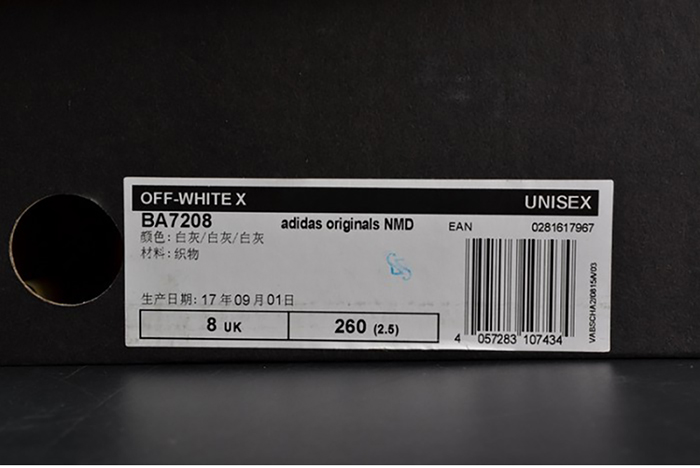 OFF-WHITE X UNISEX
BA7208 adidas originals NMD EAN 0281617967
颜色: 白灰/白灰/白灰
材料: 织物
生产日期: 17 年 09 月 01日
8 UK 260 (2.5)
4 057283 107434